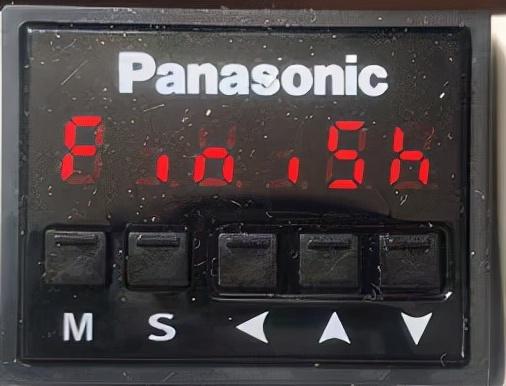 Panasonic
FiniSh
M S ◀ ▲ ▼